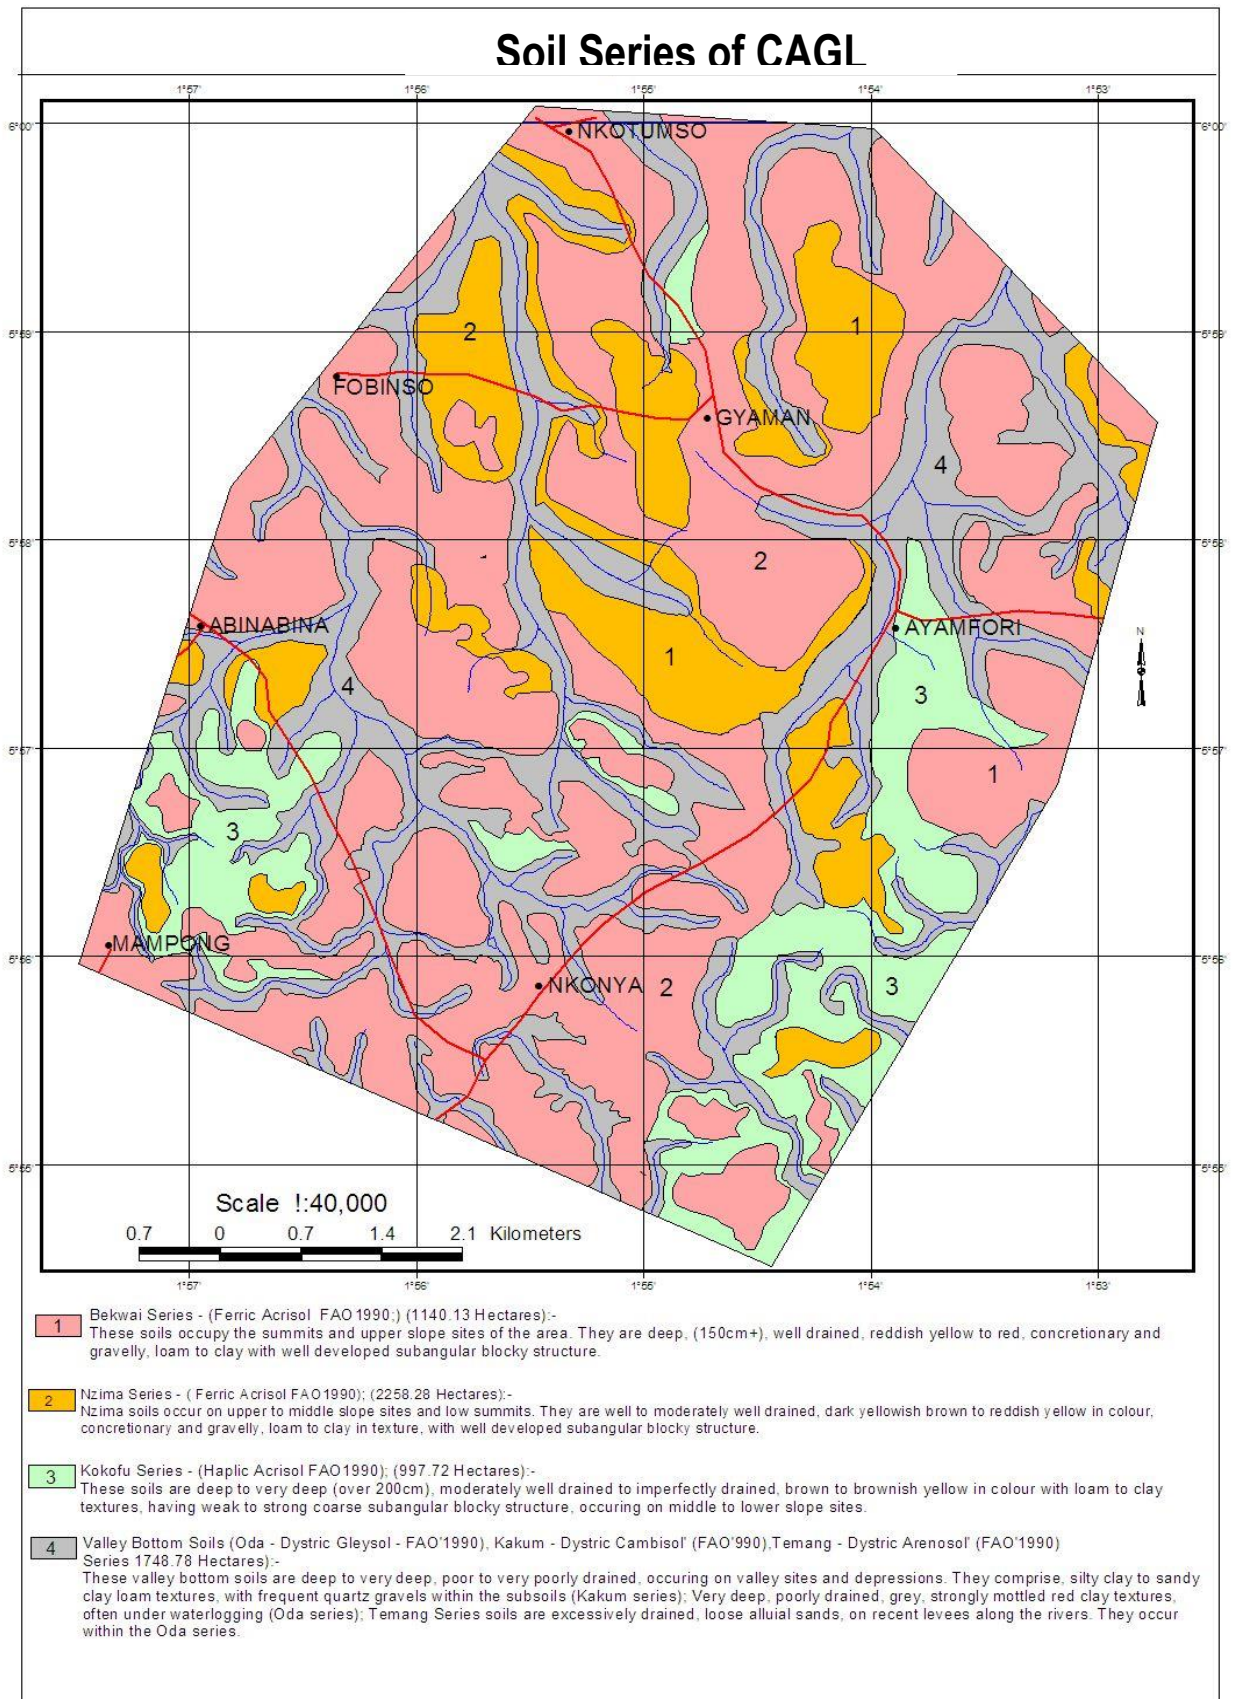 Soil Series of CAGL
1°57' 1°56' 1°55' 1°54' 1°53'
6°00' 6°00'
NKOTUMSO
1
2
5°59' 5°59'
FOBINSO
GYAMAN
4
5°58' 5°58'
2
ABINABINA
AYAMFORI
N
1
4
3
5°57' 5°57'
1
3
MAMPONG
5°56' 5°56'
NKONYA 2
3
5°55' 5°55'
Scale !:40,000
0.7 0 0.7 1.4 2.1 Kilometers
1°57' 1°56' 1°55' 1°54' 1°53'
1 Bekwai Series - (Ferric Acrisol FAO1990;) (1140.13 Hectares):-
These soils occupy the summits and upper slope sites of the area. They are deep, (150cm+), well drained, reddish yellow to red, concretionary and
gravelly, loam to clay with well developed subangular blocky structure.
2 Nzima Series - ( Ferric Acrisol FAO1990); (2258.28 Hectares):-
Nzima soils occur on upper to middle slope sites and low summits. They are well to moderately well drained, dark yellowish brown to reddish yellow in colour,
concretionary and gravelly, loam to clay in texture, with well developed subangular blocky structure.
3 Kokofu Series - (Haplic Acrisol FAO1990); (997.72 Hectares):-
These soils are deep to very deep (over 200cm), moderately well drained to imperfectly drained, brown to brownish yellow in colour with loam to clay
textures, having weak to strong coarse subangular blocky structure, occuring on middle to lower slope sites.
4 Valley Bottom Soils (Oda - Dystric Gleysol - FAO'1990), Kakum - Dystric Cambisol' (FAO'990),Temang - Dystric Arenosol' (FAO'1990)
Series 1748.78 Hectares):-
These valley bottom soils are deep to very deep, poor to very poorly drained, occuring on valley sites and depressions. They comprise, silty clay to sandy
clay loam textures, with frequent quartz gravels within the subsoils (Kakum series); Very deep, poorly drained, grey, strongly mottled red clay textures,
often under waterlogging (Oda series); Temang Series soils are excessively drained, loose alluial sands, on recent levees along the rivers. They occur
within the Oda series.